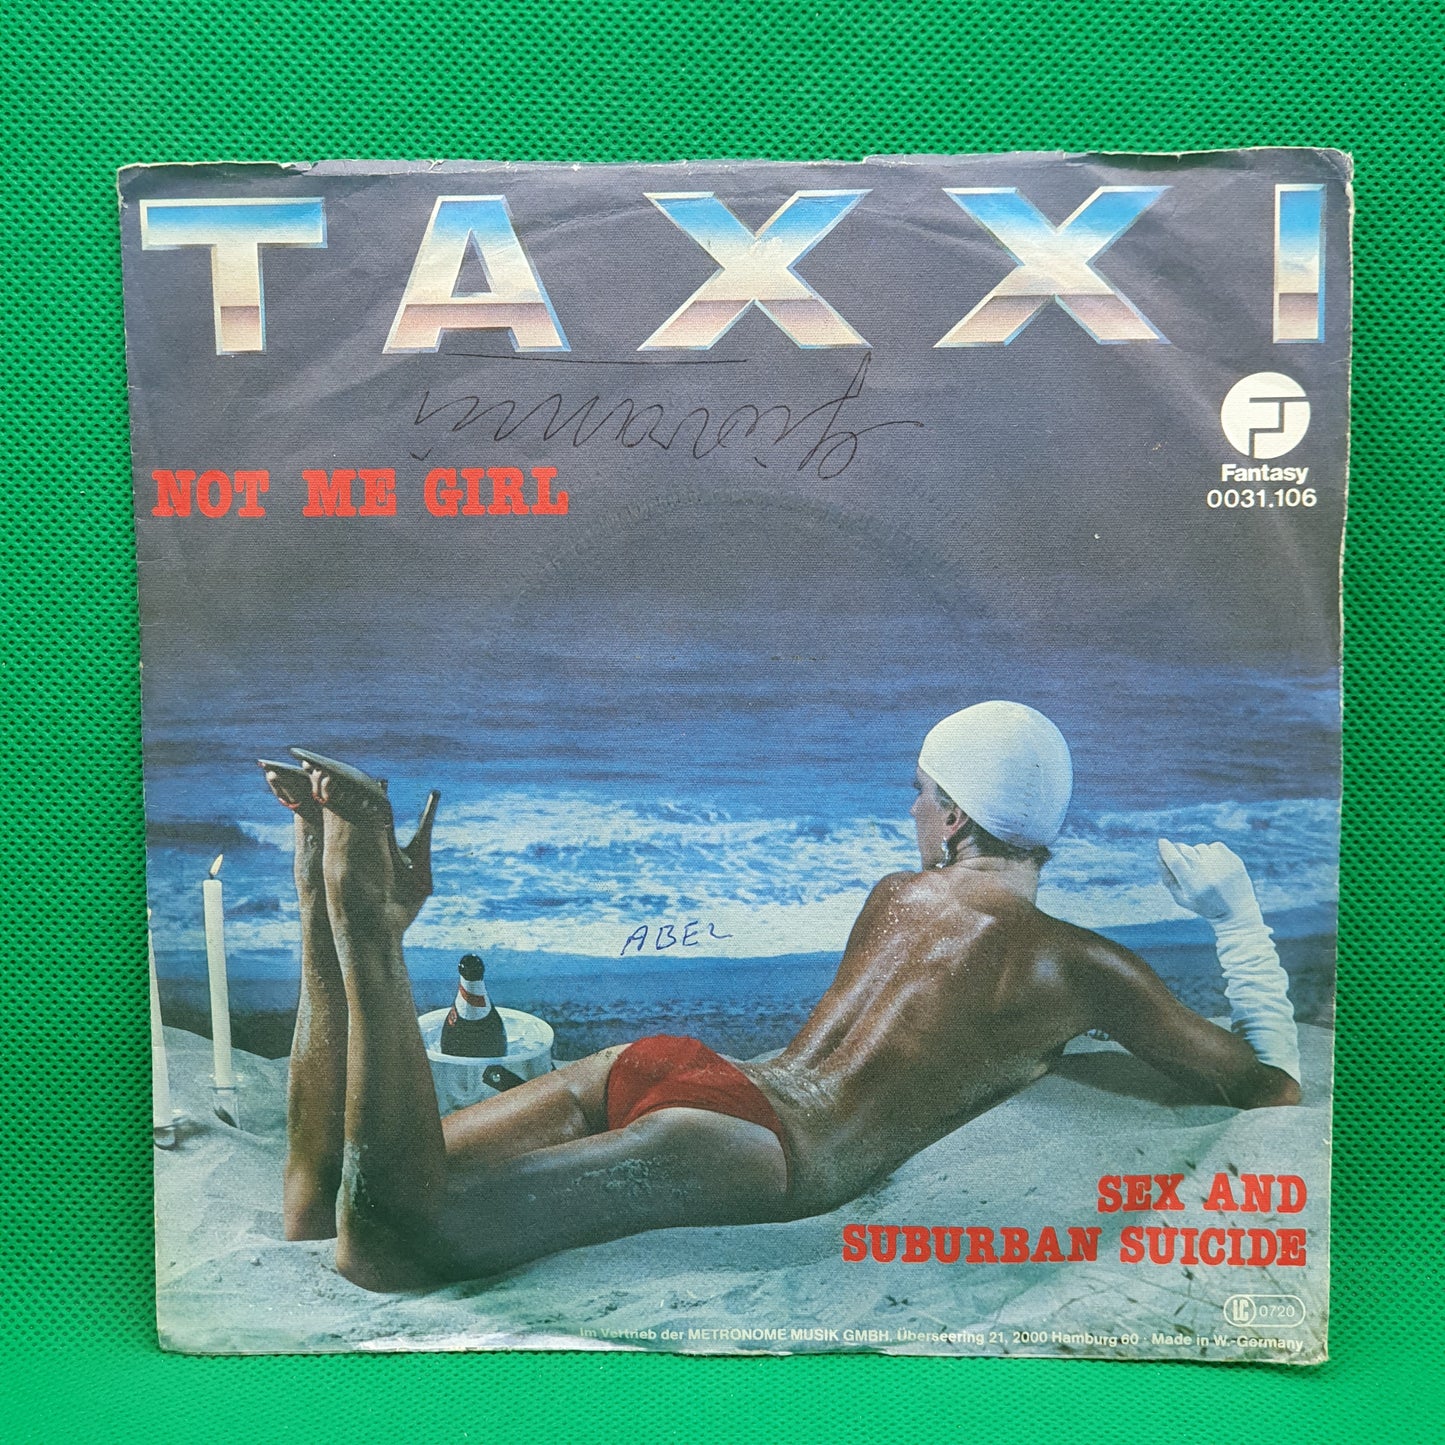 TAXXI
Giovanni
NOT ME GIRL
Fantasy
0031.106
ABEL
SEX AND
SUBURBAN SUICIDE
LC 0720
Im Vertrieb der METRONOME MUSIK GMBH, Überseering 21, 2000 Hamburg 60 · Made in W.-Germany